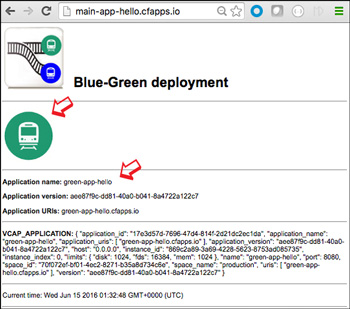 main-app-hello.cfapps.io
Blue-Green deployment
Application name: green-app-hello
Application version: aee87f9c-dd81-40a0-b041-8a4722a122c7
Application URIs: green-app-hello.cfapps.io
VCAP_APPLICATION: { "application_id": "17e3d57d-7696-47d4-814f-2d21dc2ec1da", "application_name":
"green-app-hello", "application_uris": [ "green-app-hello.cfapps.io" ], "application_version": "aee87f9c-dd81-40a0-
b041-8a4722a122c7", "host": "0.0.0.0", "instance_id": "869c2a89-3a69-4228-5623-8753ad085735",
"instance_index": 0, "limits": { "disk": 1024, "fds": 16384, "mem": 1024 }, "name": "green-app-hello", "port": 8080,
"space_id": "70f072ef-bf01-4ec2-8271-b35a8d734c6e", "space_name": "production", "uris": [ "green-app-
hello.cfapps.io" ], "version": "aee87f9c-dd81-40a0-b041-8a4722a122c7" }
Current time: Wed Jun 15 2016 01:32:48 GMT+0000 (UTC)